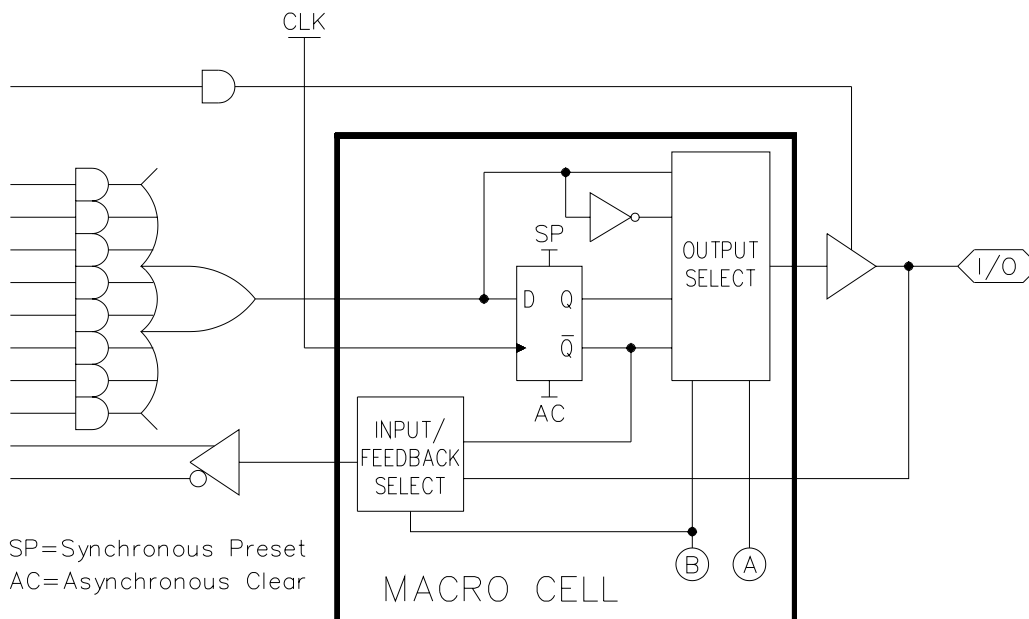 CLK
SP
D Q
Q̅
AC
OUTPUT
SELECT
I/O
INPUT/
FEEDBACK
SELECT
B
A
SP=Synchronous Preset
AC=Asynchronous Clear
MACRO CELL